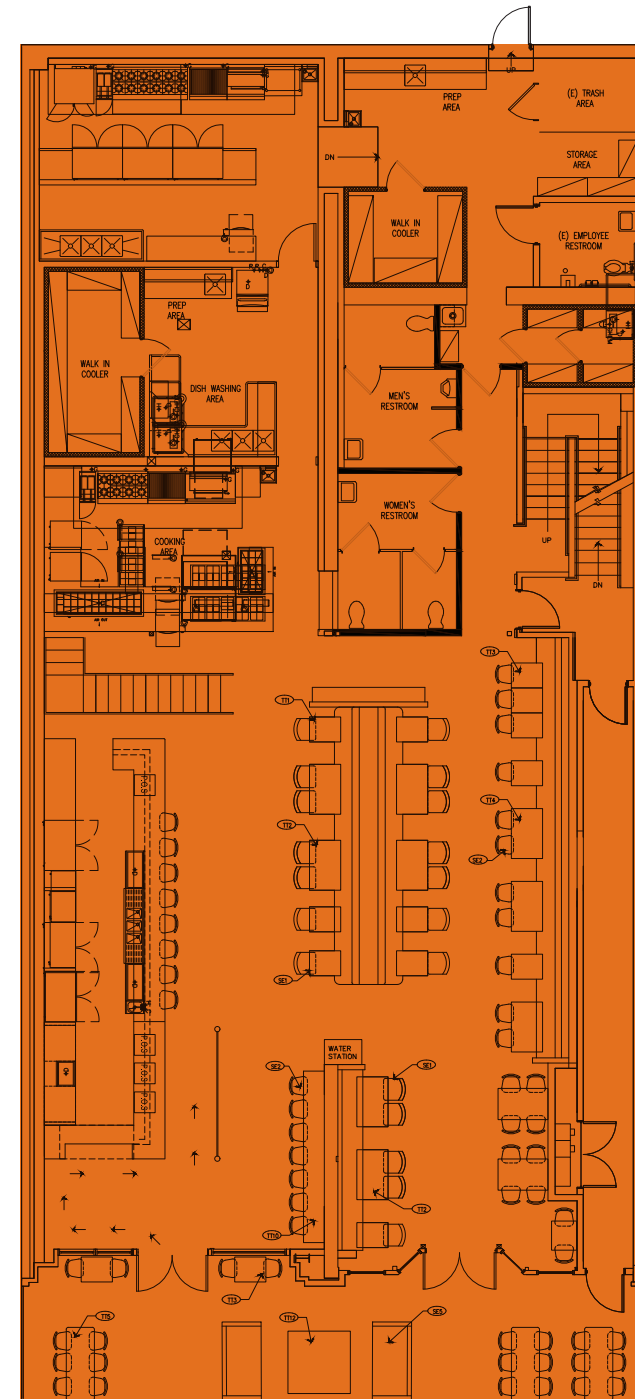 UP
PREP
AREA
(E) TRASH
AREA
DN
STORAGE
AREA
WALK IN
COOLER
(E) EMPLOYEE
RESTROOM
PREP
AREA
WALK IN
COOLER
DISH WASHING
AREA
MEN'S
RESTROOM
WOMEN'S
RESTROOM
COOKING
AREA
UP
DN
TT3
TT1
P.O.S
TT4
TT2
SE2
SE1
WATER
STATION
P.O.S
SE2
SE1
P.O.S
P.O.S
TT2
TT10
TT3
TT5
TT12
SE5